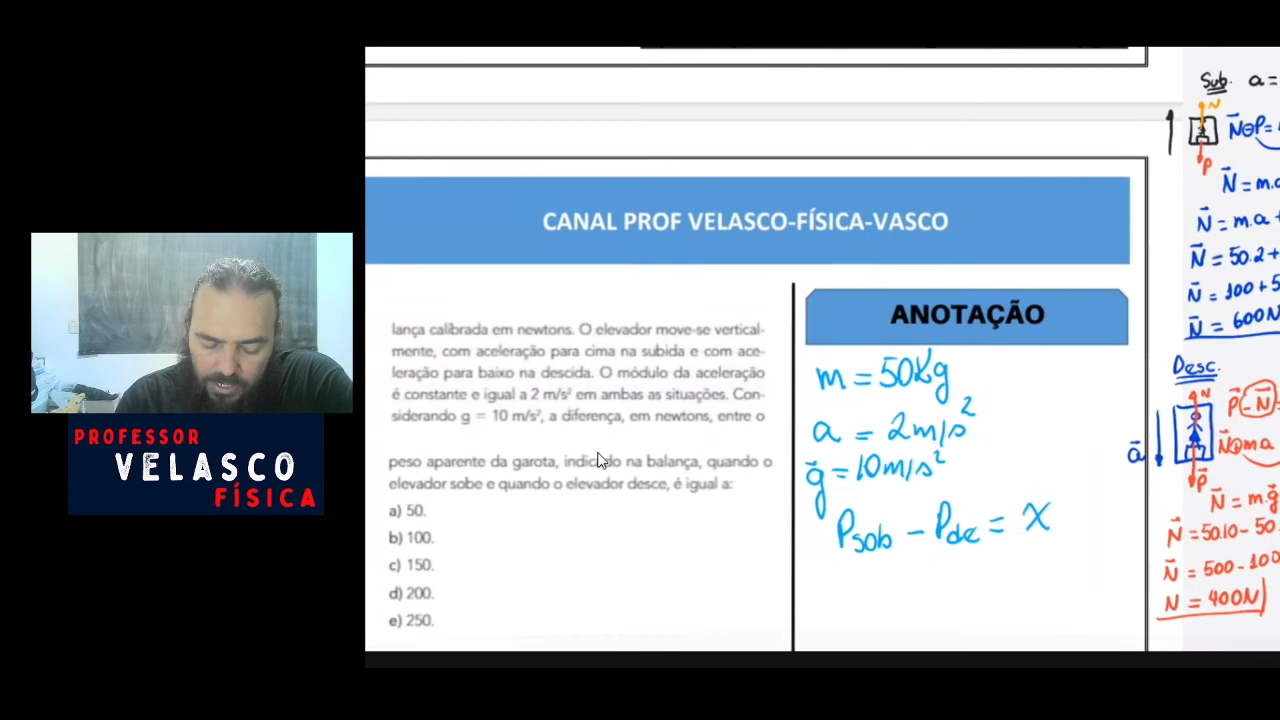 PROFESSOR
VELASCO
FÍSICA
CANAL PROF VELASCO-FÍSICA-VASCO
lança calibrada em newtons. O elevador move-se vertical-
mente, com aceleração para cima na subida e com ace-
leração para baixo na descida. O módulo da aceleração
é constante e igual a 2 m/s² em ambas as situações. Con-
siderando g = 10 m/s², a diferença, em newtons, entre o
peso aparente da garota, indicado na balança, quando o
elevador sobe e quando o elevador desce, é igual a:
a) 50.
b) 100.
c) 150.
d) 200.
e) 250.
ANOTAÇÃO
m = 50Kg
a = 2m/s²
g = 10m/s²
Psob - Pdc = X
Sub. a =
N
N - P =
P
N = m.a
N = m.a +
N = 50.2 +
N = 100 + 5
N = 600N
Desc.
N
P - N =
a
P
N = m.g
N = 50.10 - 50.
N = 500 - 100
N = 400N